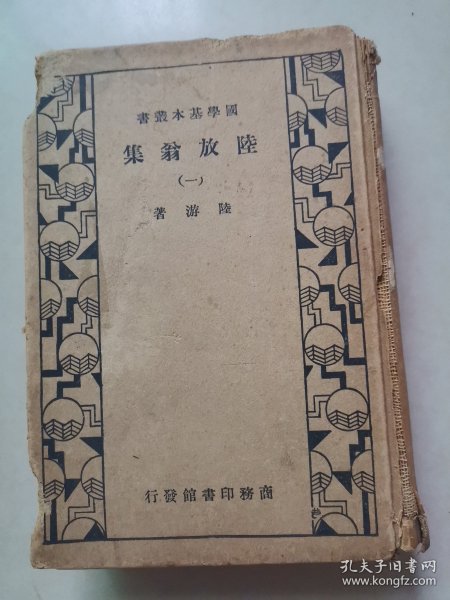 國學基本叢書
陸放翁集
（一）
陸游著
商務印書館發行
孔夫子旧书网
www.kongfz.com